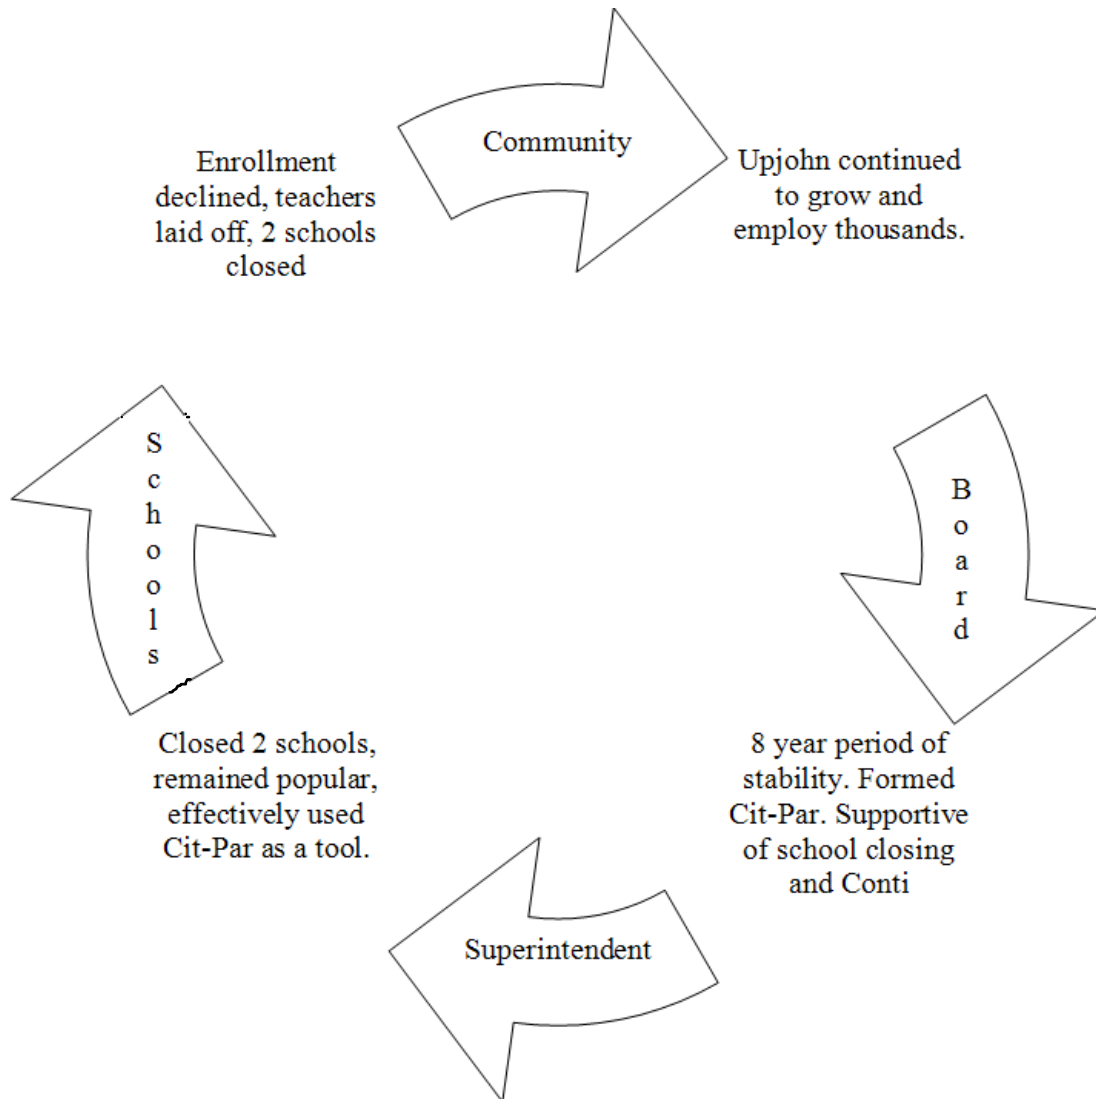 Community
Enrollment
declined, teachers
laid off, 2 schools
closed
Upjohn continued
to grow and
employ thousands.
Schools
Board
Closed 2 schools,
remained popular,
effectively used
Cit-Par as a tool.
8 year period of
stability. Formed
Cit-Par. Supportive
of school closing
and Conti
Superintendent